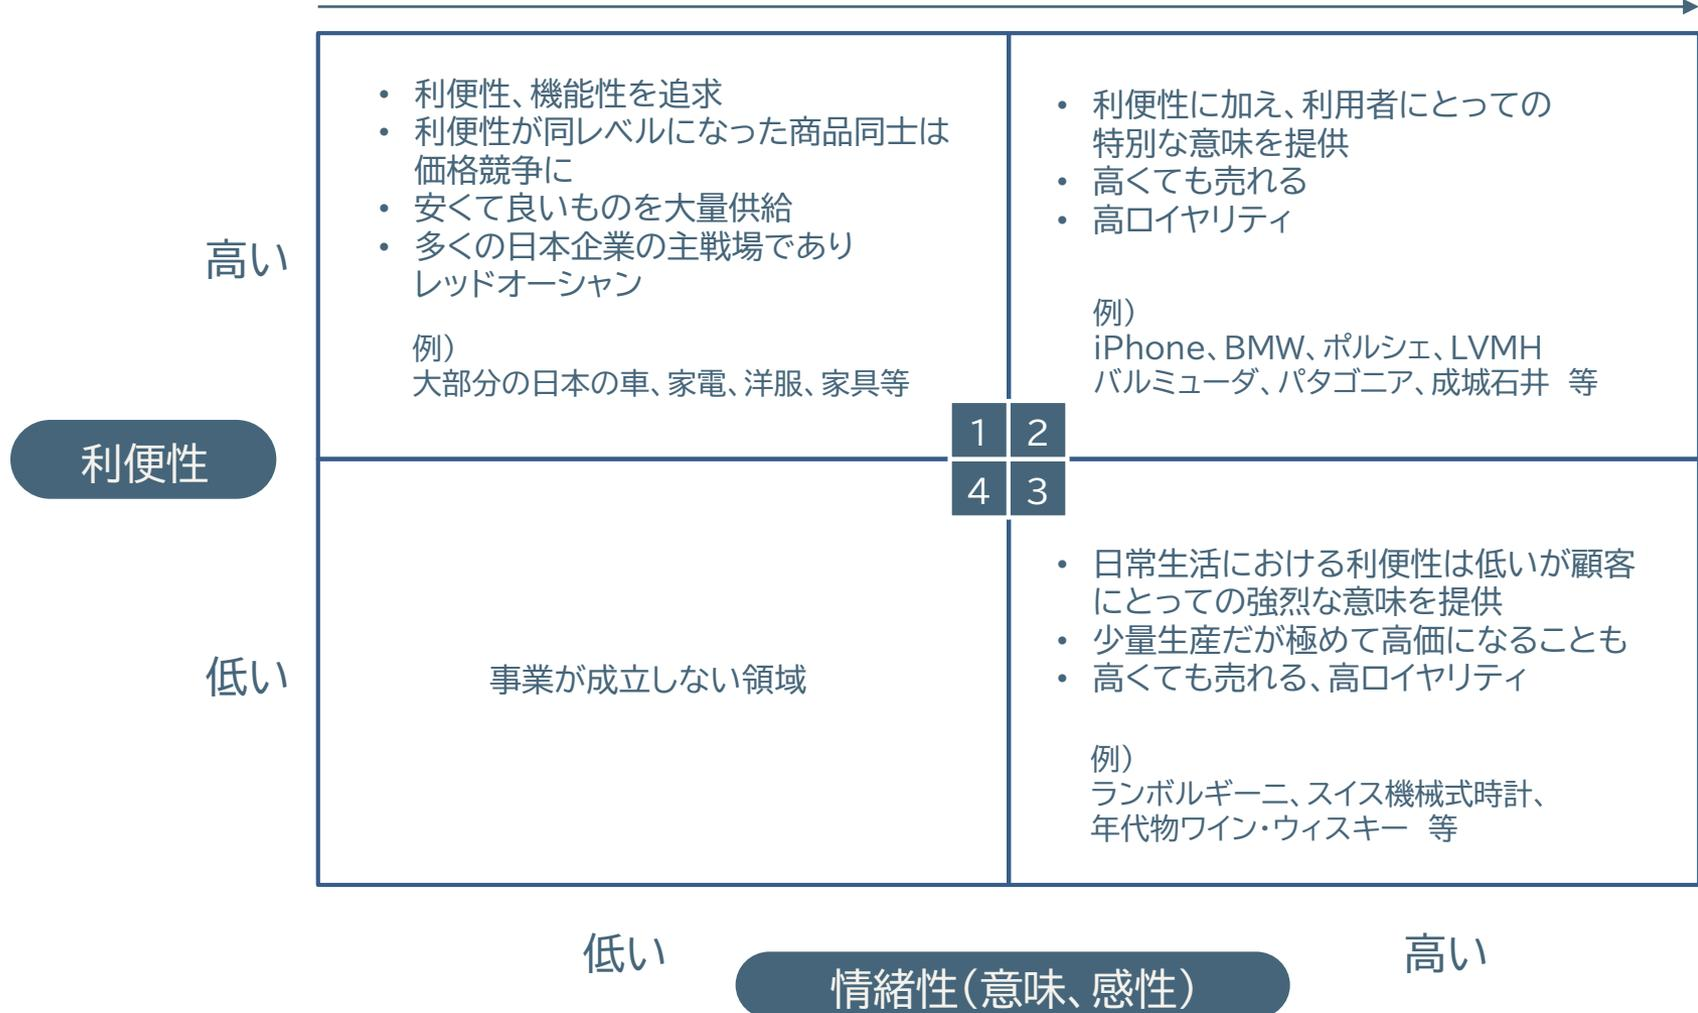 • 利便性、機能性を追求
• 利便性が同レベルになった商品同士は
価格競争に
• 安くて良いものを大量供給
• 多くの日本企業の主戦場であり
レッドオーシャン
例）
大部分の日本の車、家電、洋服、家具等
• 利便性に加え、利用者にとっての
特別な意味を提供
• 高くても売れる
• 高ロイヤリティ
例）
iPhone、BMW、ポルシェ、LVMH
バルミューダ、パタゴニア、成城石井 等
高い
利便性
1 2
4 3
低い
事業が成立しない領域
• 日常生活における利便性は低いが顧客
にとっての強烈な意味を提供
• 少量生産だが極めて高価になることも
• 高くても売れる、高ロイヤリティ
例）
ランボルギーニ、スイス機械式時計、
年代物ワイン・ウィスキー 等
低い
高い
情緒性（意味、感性）